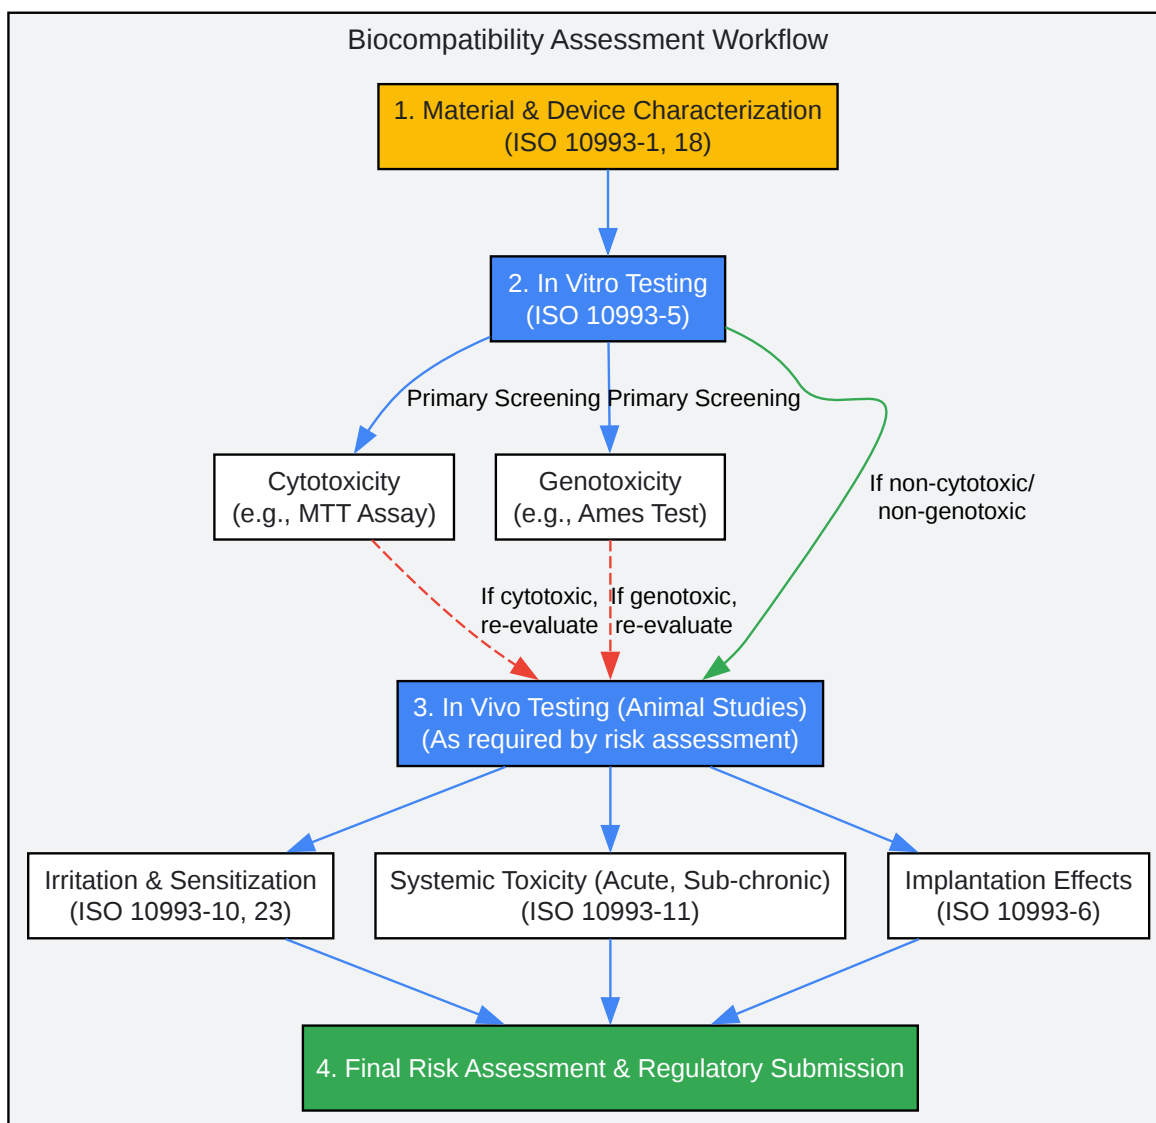 Biocompatibility Assessment Workflow
1. Material & Device Characterization
(ISO 10993-1, 18)
2. In Vitro Testing
(ISO 10993-5)
Primary Screening
Primary Screening
Cytotoxicity
(e.g., MTT Assay)
Genotoxicity
(e.g., Ames Test)
If non-cytotoxic/
non-genotoxic
If cytotoxic,
re-evaluate
If genotoxic,
re-evaluate
3. In Vivo Testing (Animal Studies)
(As required by risk assessment)
Irritation & Sensitization
(ISO 10993-10, 23)
Systemic Toxicity (Acute, Sub-chronic)
(ISO 10993-11)
Implantation Effects
(ISO 10993-6)
4. Final Risk Assessment & Regulatory Submission